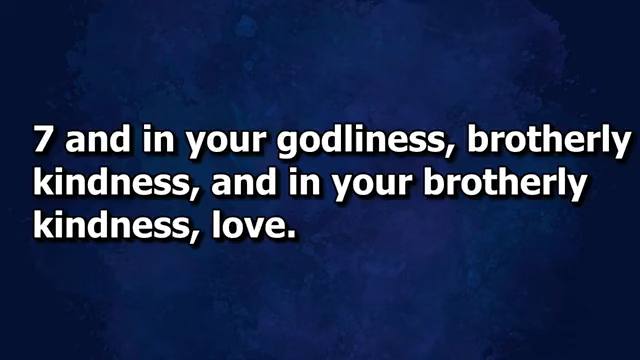 7 and in your godliness, brotherly
kindness, and in your brotherly
kindness, love.